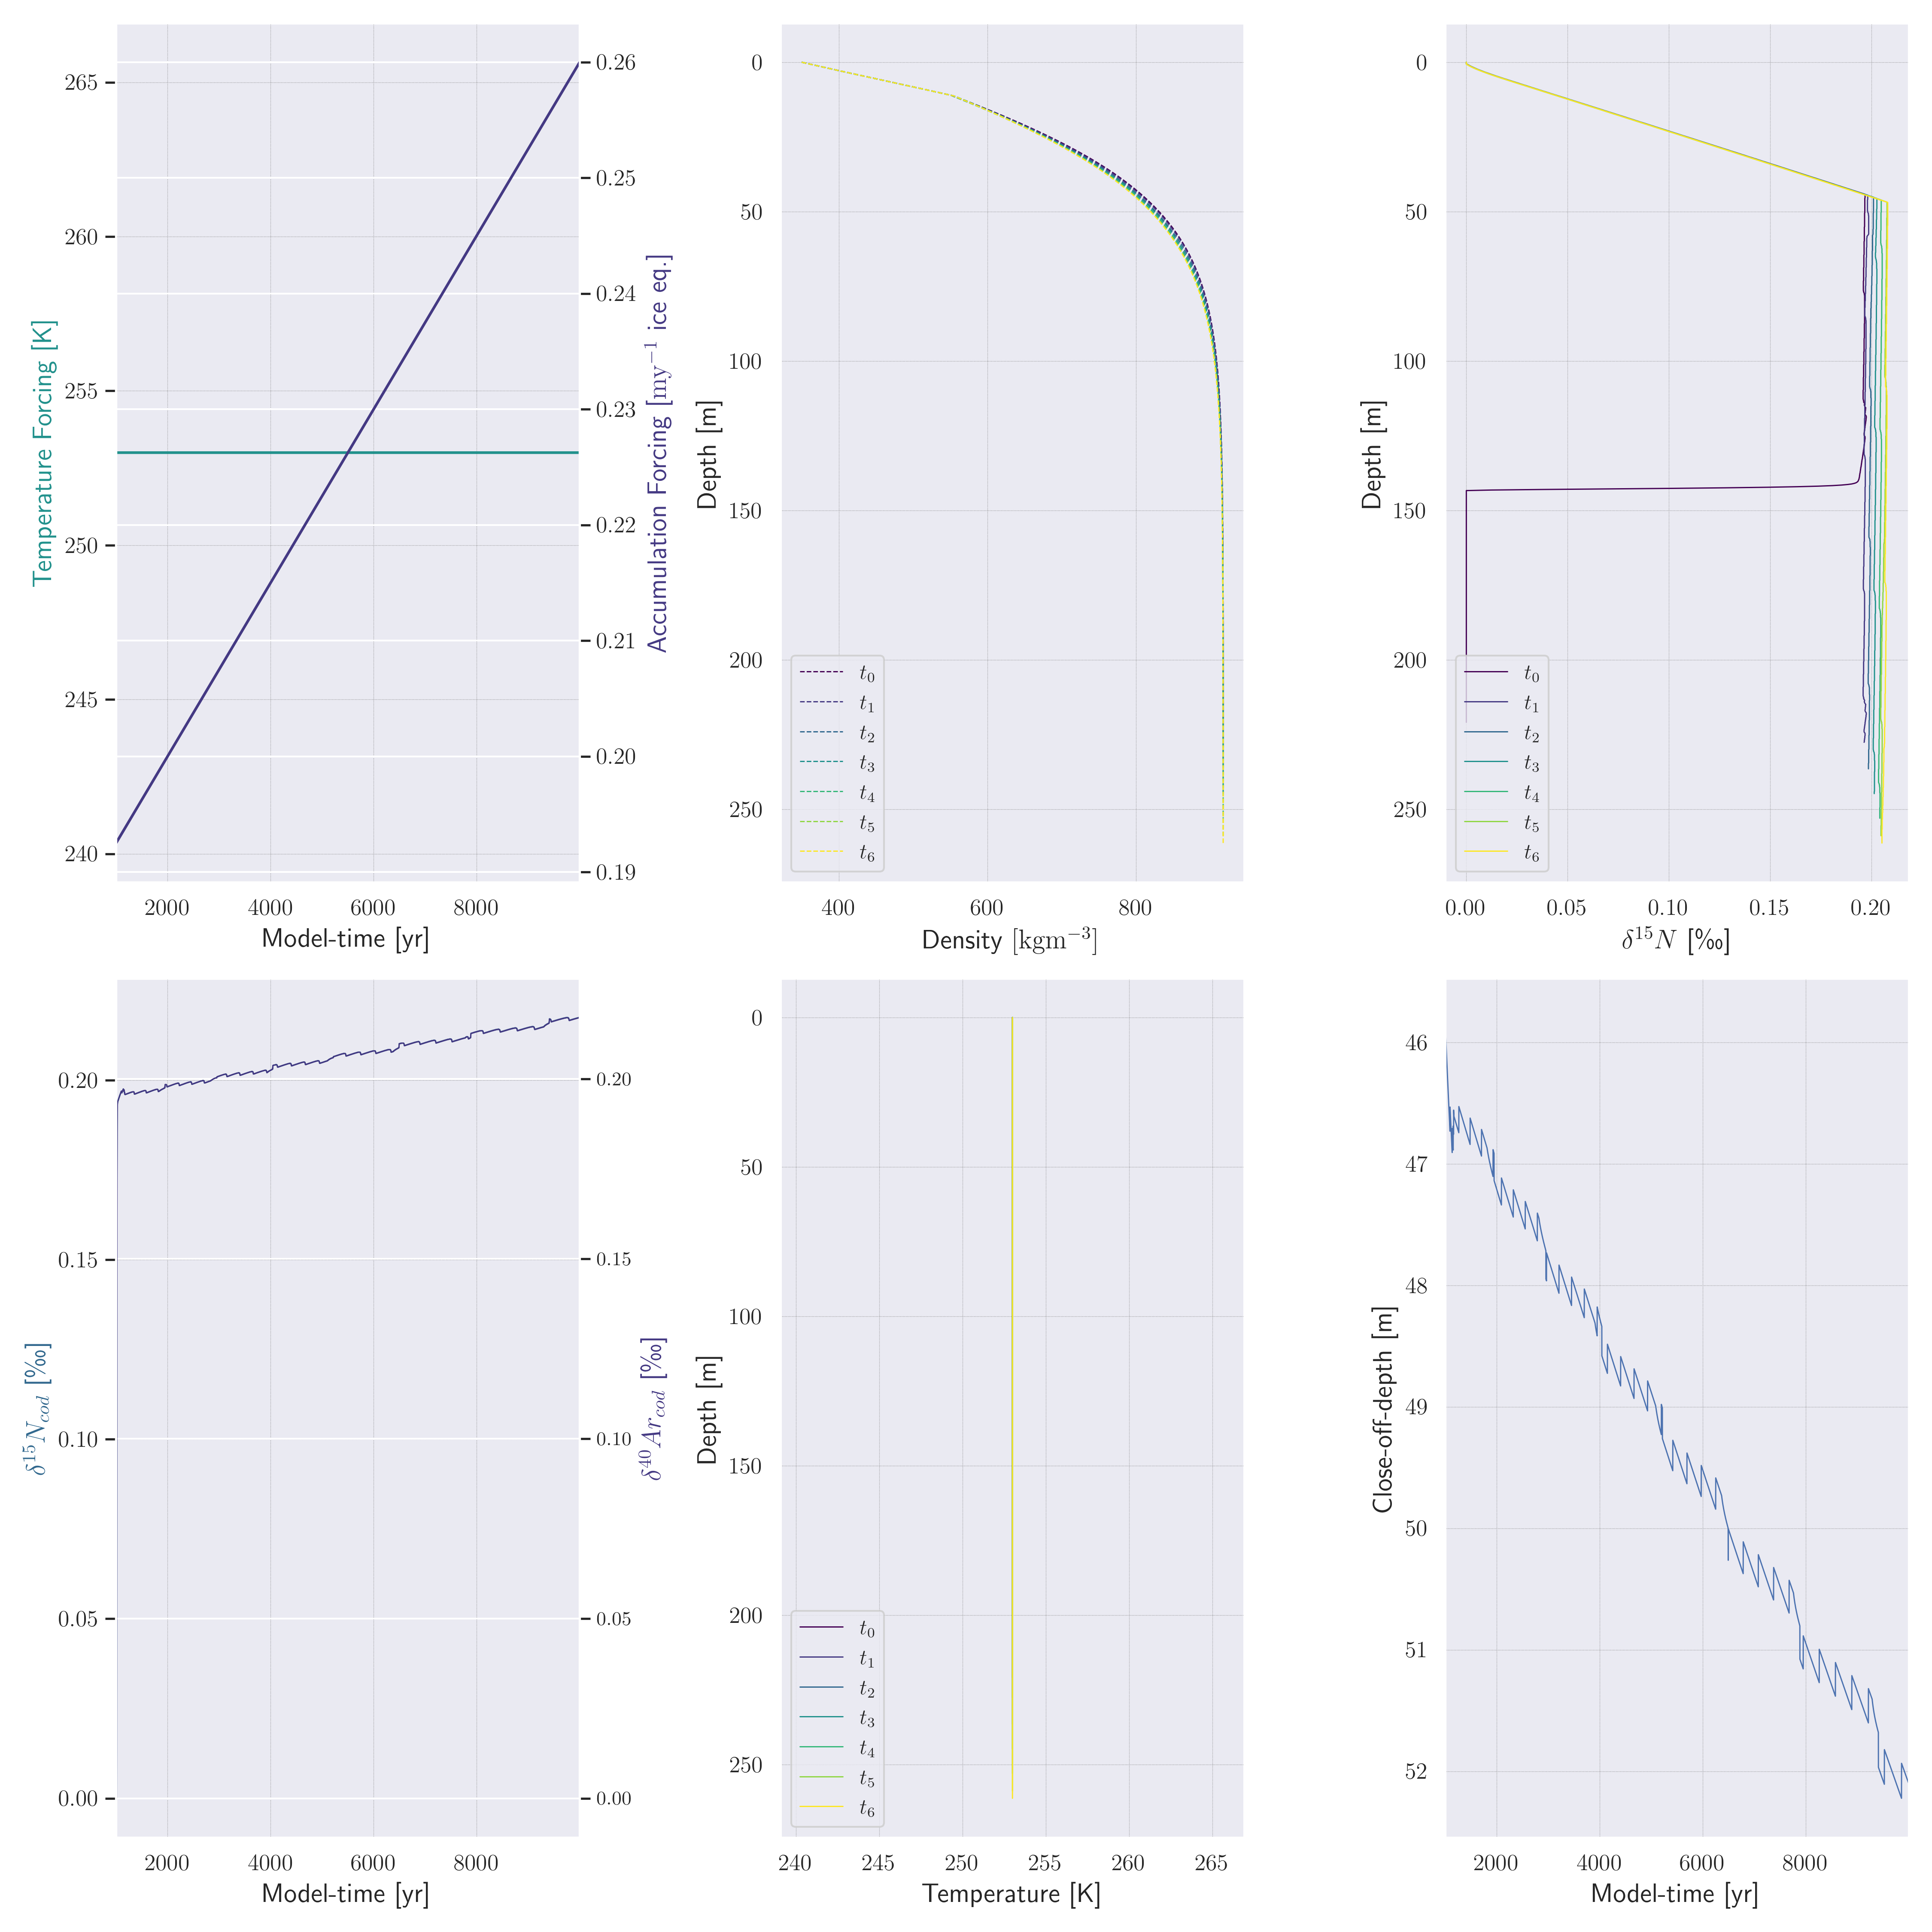 Temperature Forcing [K]
265
260
255
250
245
240
2000 4000 6000 8000
Model-time [yr]
0.26
0.25
0.24
0.23
0.22
0.21
0.20
0.19
Accumulation Forcing [my⁻¹ ice eq.]
Depth [m]
0
50
100
150
200
250
t₀
t₁
t₂
t₃
t₄
t₅
t₆
400 600 800
Density [kgm⁻³]
Depth [m]
0
50
100
150
200
250
t₀
t₁
t₂
t₃
t₄
t₅
t₆
0.00 0.05 0.10 0.15 0.20
δ¹⁵N [‰]
δ¹⁵N_cod [‰]
0.20
0.15
0.10
0.05
0.00
2000 4000 6000 8000
Model-time [yr]
0.20
0.15
0.10
0.05
0.00
δ⁴⁰Ar_cod [‰]
Depth [m]
0
50
100
150
200
250
t₀
t₁
t₂
t₃
t₄
t₅
t₆
240 245 250 255 260 265
Temperature [K]
Close-off-depth [m]
46
47
48
49
50
51
52
2000 4000 6000 8000
Model-time [yr]